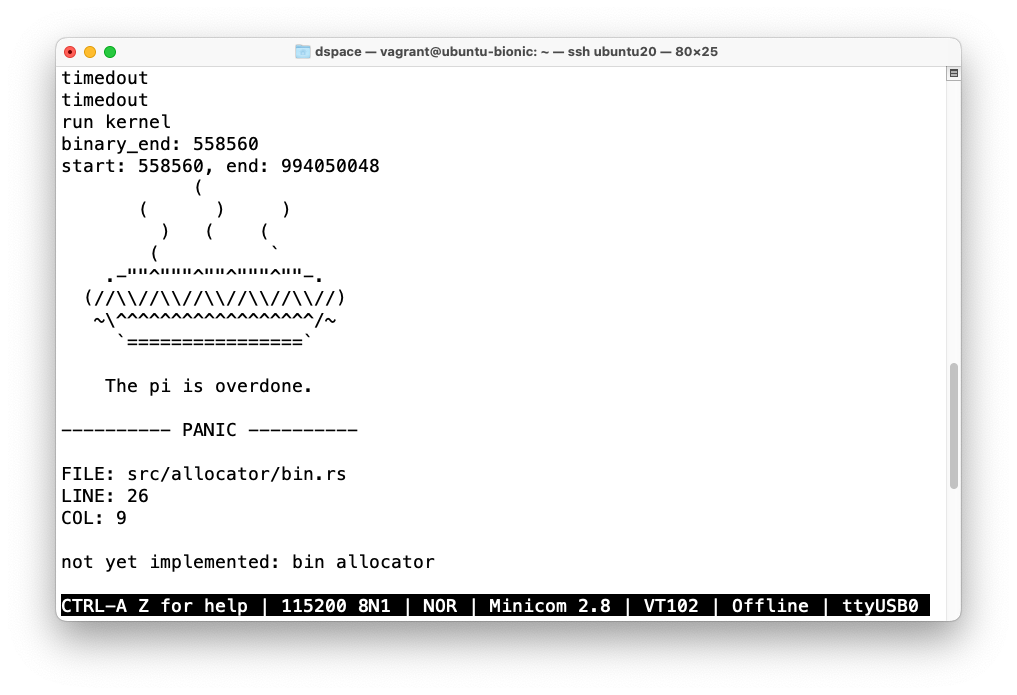 dspace — vagrant@ubuntu-bionic: ~ — ssh ubuntu20 — 80×25
timedout
timedout
run kernel
binary_end: 558560
start: 558560, end: 994050048
            (
       (      )     )
         )   (    (
        (          `
    .-""^"""^""^"""^""-.
  (//\\//\\//\\//\\//\\//)
   ~\^^^^^^^^^^^^^^^^^^/~
     `================`

    The pi is overdone.

---------- PANIC ----------

FILE: src/allocator/bin.rs
LINE: 26
COL: 9

not yet implemented: bin allocator

CTRL-A Z for help | 115200 8N1 | NOR | Minicom 2.8 | VT102 | Offline | ttyUSB0